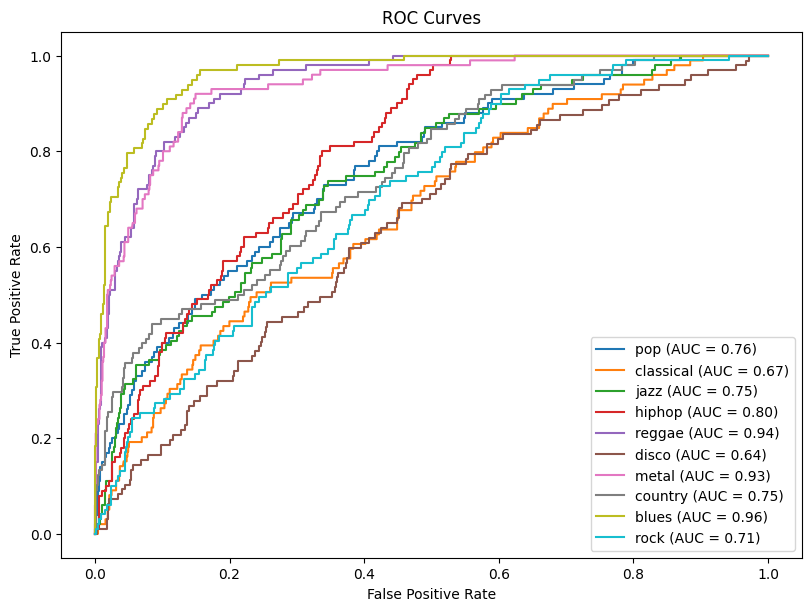 ROC Curves
True Positive Rate
1.0
0.8
0.6
0.4
0.2
0.0
pop (AUC = 0.76)
classical (AUC = 0.67)
jazz (AUC = 0.75)
hiphop (AUC = 0.80)
reggae (AUC = 0.94)
disco (AUC = 0.64)
metal (AUC = 0.93)
country (AUC = 0.75)
blues (AUC = 0.96)
rock (AUC = 0.71)
0.0 0.2 0.4 0.6 0.8 1.0
False Positive Rate